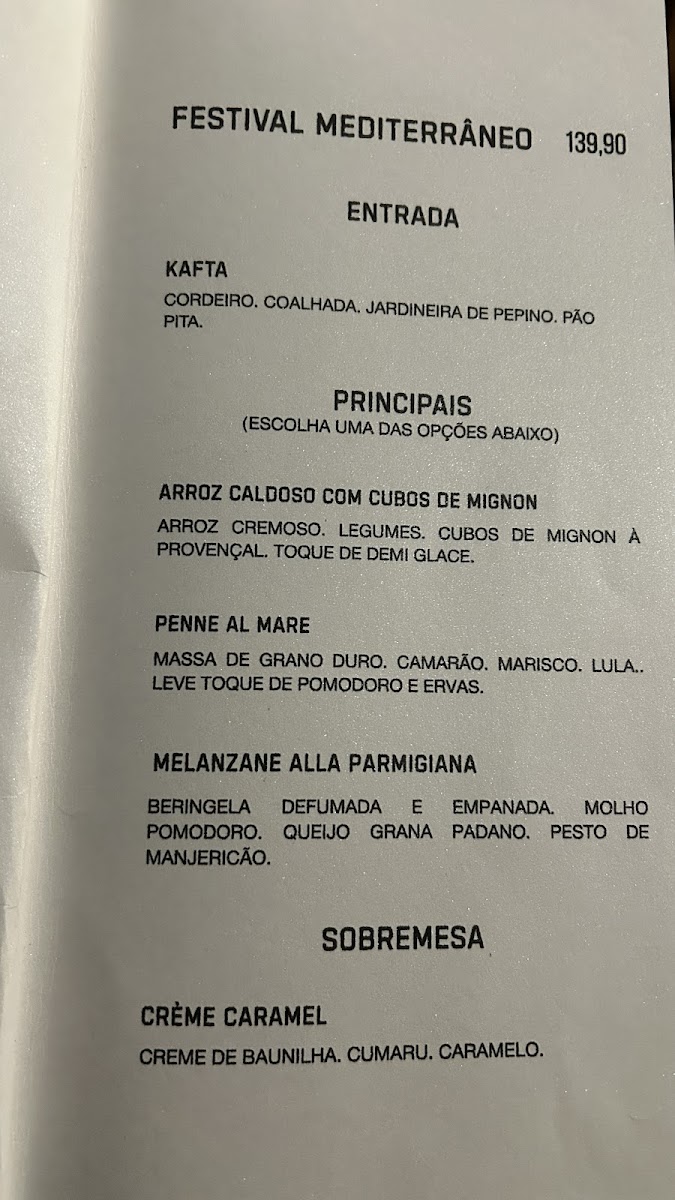 FESTIVAL MEDITERRÂNEO 139,90
ENTRADA
KAFTA
CORDEIRO. COALHADA. JARDINEIRA DE PEPINO. PÃO
PITA.
PRINCIPAIS
(ESCOLHA UMA DAS OPÇÕES ABAIXO)
ARROZ CALDOSO COM CUBOS DE MIGNON
ARROZ CREMOSO. LEGUMES. CUBOS DE MIGNON À
PROVENÇAL. TOQUE DE DEMI GLACE.
PENNE AL MARE
MASSA DE GRANO DURO. CAMARÃO. MARISCO. LULA..
LEVE TOQUE DE POMODORO E ERVAS.
MELANZANE ALLA PARMIGIANA
BERINGELA DEFUMADA E EMPANADA. MOLHO
POMODORO. QUEIJO GRANA PADANO. PESTO DE
MANJERICÃO.
SOBREMESA
CRÈME CARAMEL
CREME DE BAUNILHA. CUMARU. CARAMELO.